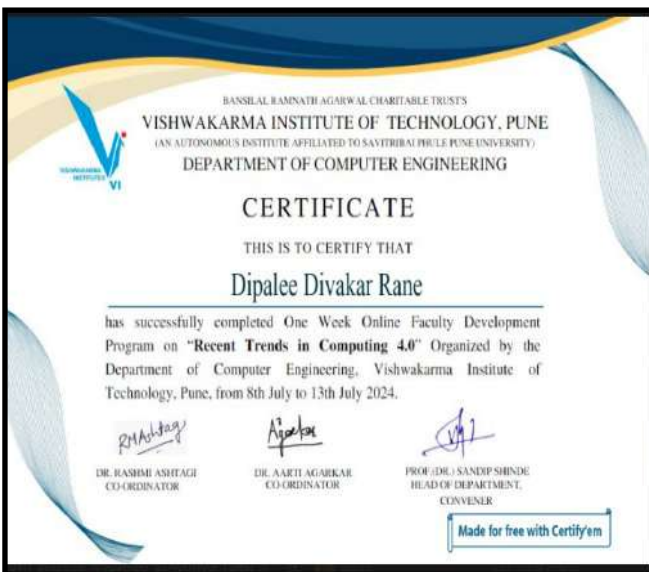 BANSILAL RAMNATH AGARWAL CHARITABLE TRUST'S
VISHWAKARMA INSTITUTE OF TECHNOLOGY, PUNE
(AN AUTONOMOUS INSTITUTE AFFILIATED TO SAVITRIBAI PHULE PUNE UNIVERSITY)
DEPARTMENT OF COMPUTER ENGINEERING
VISHWAKARMA
INSTITUTES
VI
CERTIFICATE
THIS IS TO CERTIFY THAT
Dipalee Divakar Rane
has successfully completed One Week Online Faculty Development
Program on "Recent Trends in Computing 4.0" Organized by the
Department of Computer Engineering, Vishwakarma Institute of
Technology, Pune, from 8th July to 13th July 2024.
RMAshtagi
DR. RASHMI ASHTAGI
CO-ORDINATOR
DR. AARTI AGARKAR
CO-ORDINATOR
PROF.(DR.) SANDIP SHINDE
HEAD OF DEPARTMENT,
CONVENER
Made for free with Certify'em